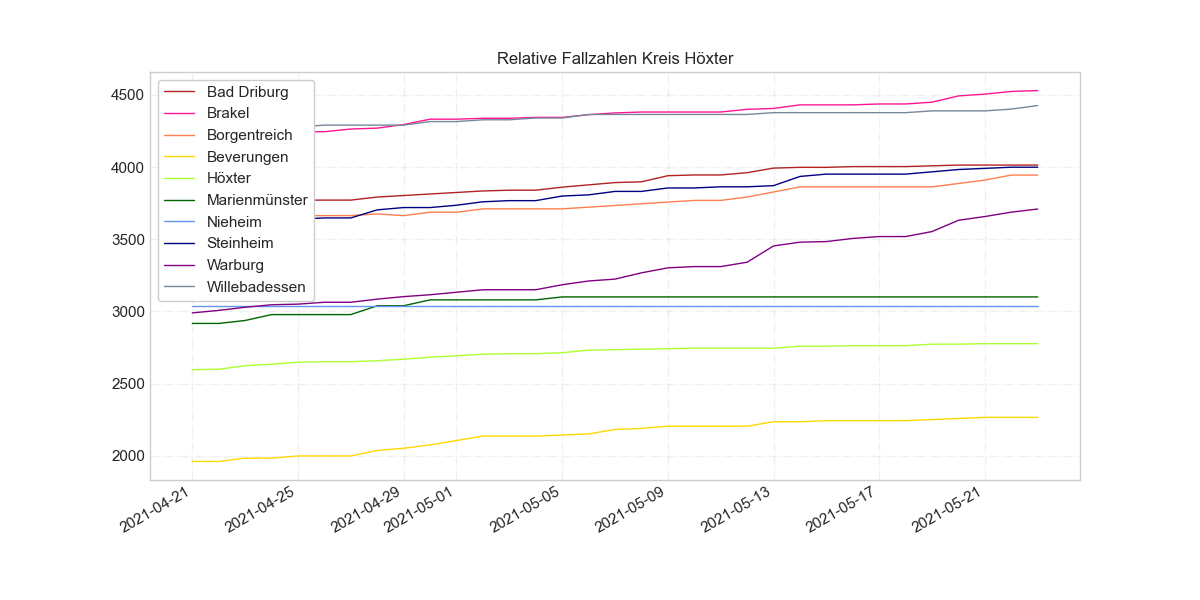 Relative Fallzahlen Kreis Höxter
4500
4000
3500
3000
2500
2000
Bad Driburg
Brakel
Borgentreich
Beverungen
Höxter
Marienmünster
Nieheim
Steinheim
Warburg
Willebadessen
2021-04-21
2021-04-25
2021-04-29
2021-05-01
2021-05-05
2021-05-09
2021-05-13
2021-05-17
2021-05-21